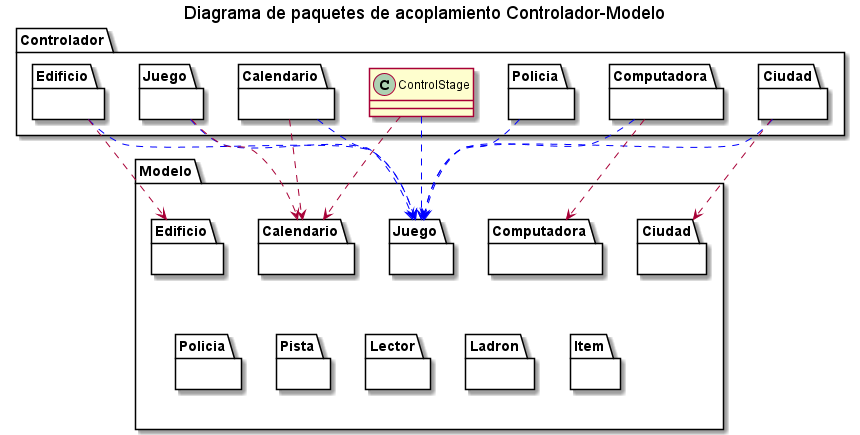 Diagrama de paquetes de acoplamiento Controlador-Modelo
Controlador
Edificio
Juego
Calendario
C ControlStage
Policia
Computadora
Ciudad
Modelo
Edificio
Calendario
Juego
Computadora
Ciudad
Policia
Pista
Lector
Ladron
Item